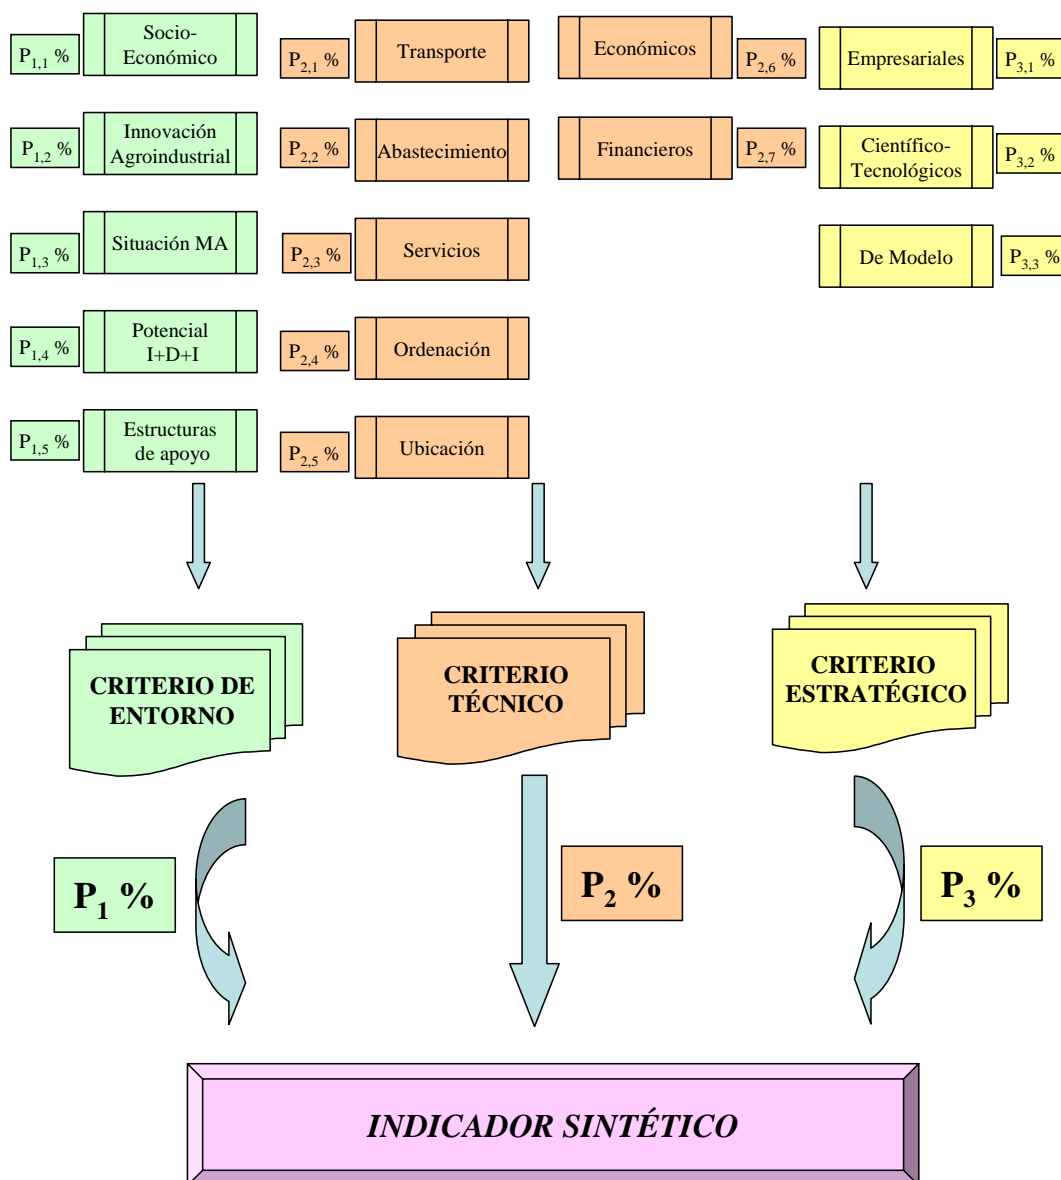 P1,1 %
Socio-
Económico
P2,1 %
Transporte
Económicos
P2,6 %
Empresariales
P3,1 %
P1,2 %
Innovación
Agroindustrial
P2,2 %
Abastecimiento
Financieros
P2,7 %
Científico-
Tecnológicos
P3,2 %
P1,3 %
Situación MA
P2,3 %
Servicios
De Modelo
P3,3 %
P1,4 %
Potencial
I+D+I
P2,4 %
Ordenación
P1,5 %
Estructuras
de apoyo
P2,5 %
Ubicación
CRITERIO DE
ENTORNO
CRITERIO
TÉCNICO
CRITERIO
ESTRATÉGICO
P1 %
P2 %
P3 %
INDICADOR SINTÉTICO